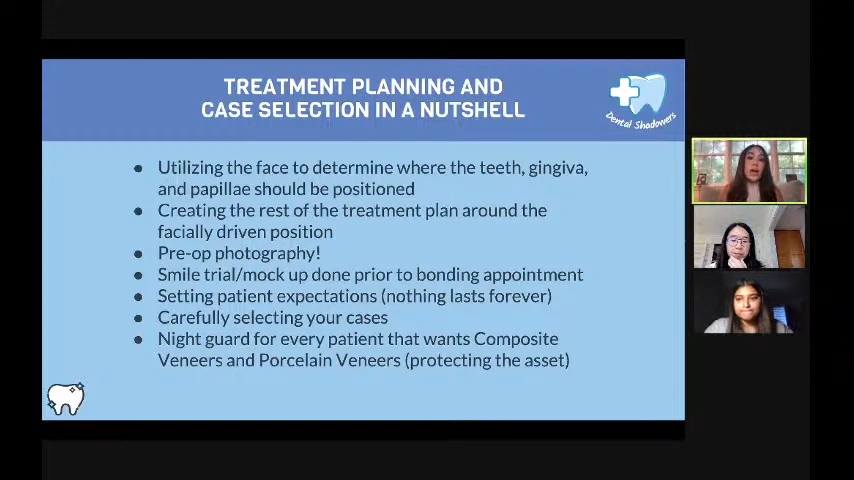 TREATMENT PLANNING AND
CASE SELECTION IN A NUTSHELL
Dental Shadowers
● Utilizing the face to determine where the teeth, gingiva,
and papillae should be positioned
● Creating the rest of the treatment plan around the
facially driven position
● Pre-op photography!
● Smile trial/mock up done prior to bonding appointment
● Setting patient expectations (nothing lasts forever)
● Carefully selecting your cases
● Night guard for every patient that wants Composite
Veneers and Porcelain Veneers (protecting the asset)